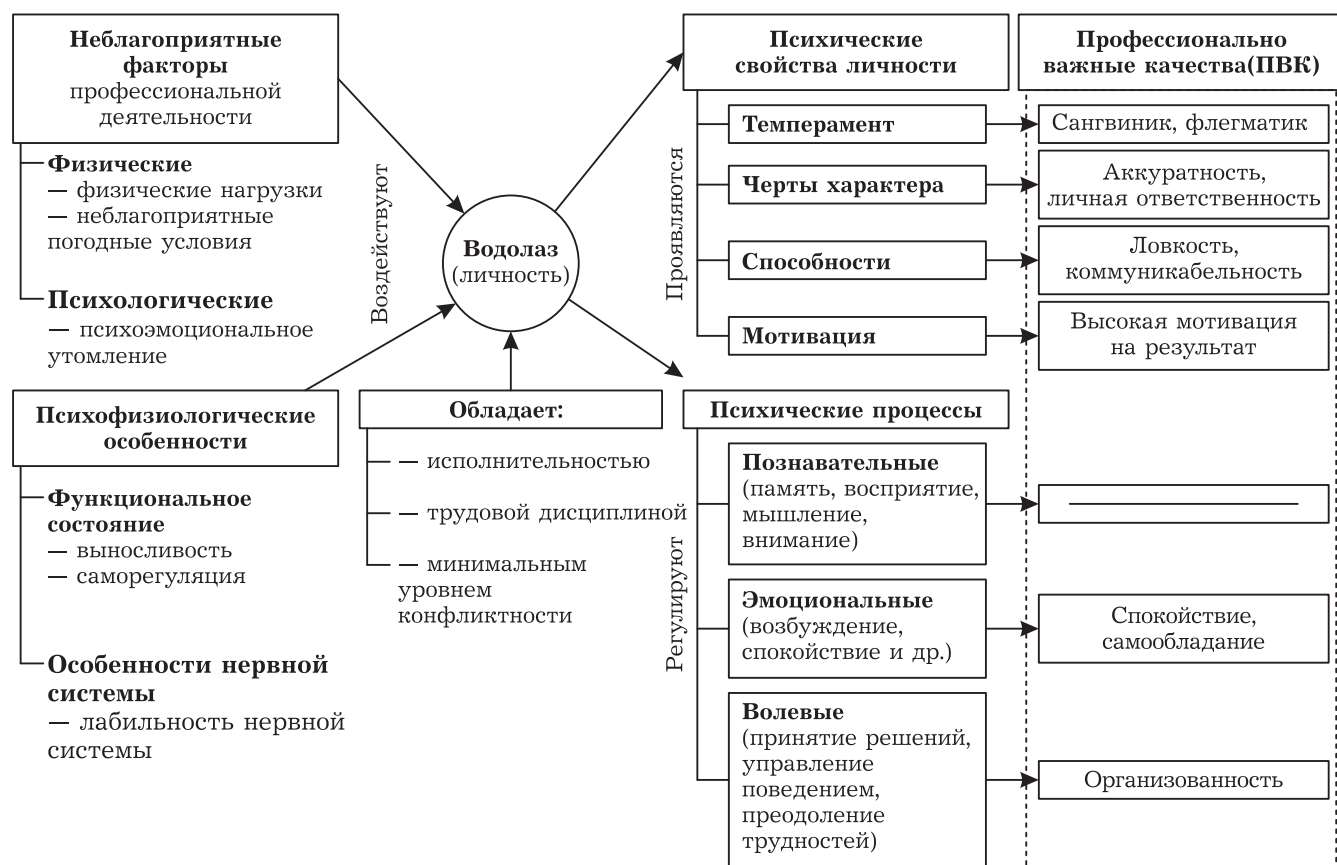 Неблагоприятные
факторы
профессиональной
деятельности
Физические
— физические нагрузки
— неблагоприятные
погодные условия
Психологические
— психоэмоциональное
утомление
Воздействуют
Водолаз
(личность)
Психофизиологические
особенности
Функциональное
состояние
— выносливость
— саморегуляция
Особенности нервной
системы
— лабильность нервной
системы
Обладает:
— исполнительностью
— трудовой дисциплиной
— минимальным
уровнем
конфликтности
Психические
свойства личности
Проявляются
Темперамент
Черты характера
Способности
Мотивация
Профессионально
важные качества(ПВК)
Сангвиник, флегматик
Аккуратность,
личная ответственность
Ловкость,
коммуникабельность
Высокая мотивация
на результат
Психические процессы
Регулируют
Познавательные
(память, восприятие,
мышление,
внимание)
Эмоциональные
(возбуждение,
спокойствие и др.)
Спокойствие,
самообладание
Волевые
(принятие решений,
управление
поведением,
преодоление
трудностей)
Организованность